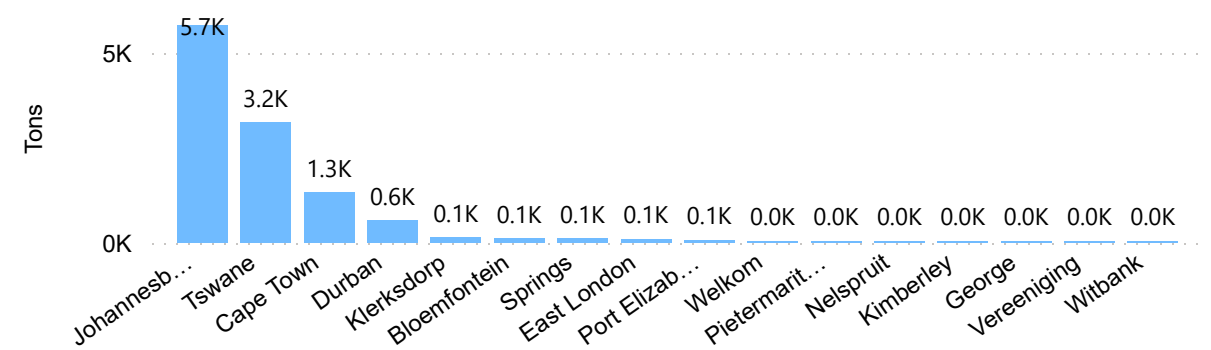 5.7K
5K
3.2K
1.3K
0.6K
0.1K
0.1K
0.1K
0.1K
0.1K
0.0K
0.0K
0.0K
0.0K
0.0K
0.0K
0.0K
Tons
0K
Johannesb…
Tswane
Cape Town
Durban
Klerksdorp
Bloemfontein
Springs
East London
Port Elizab…
Welkom
Pietermarit…
Nelspruit
Kimberley
George
Vereeniging
Witbank